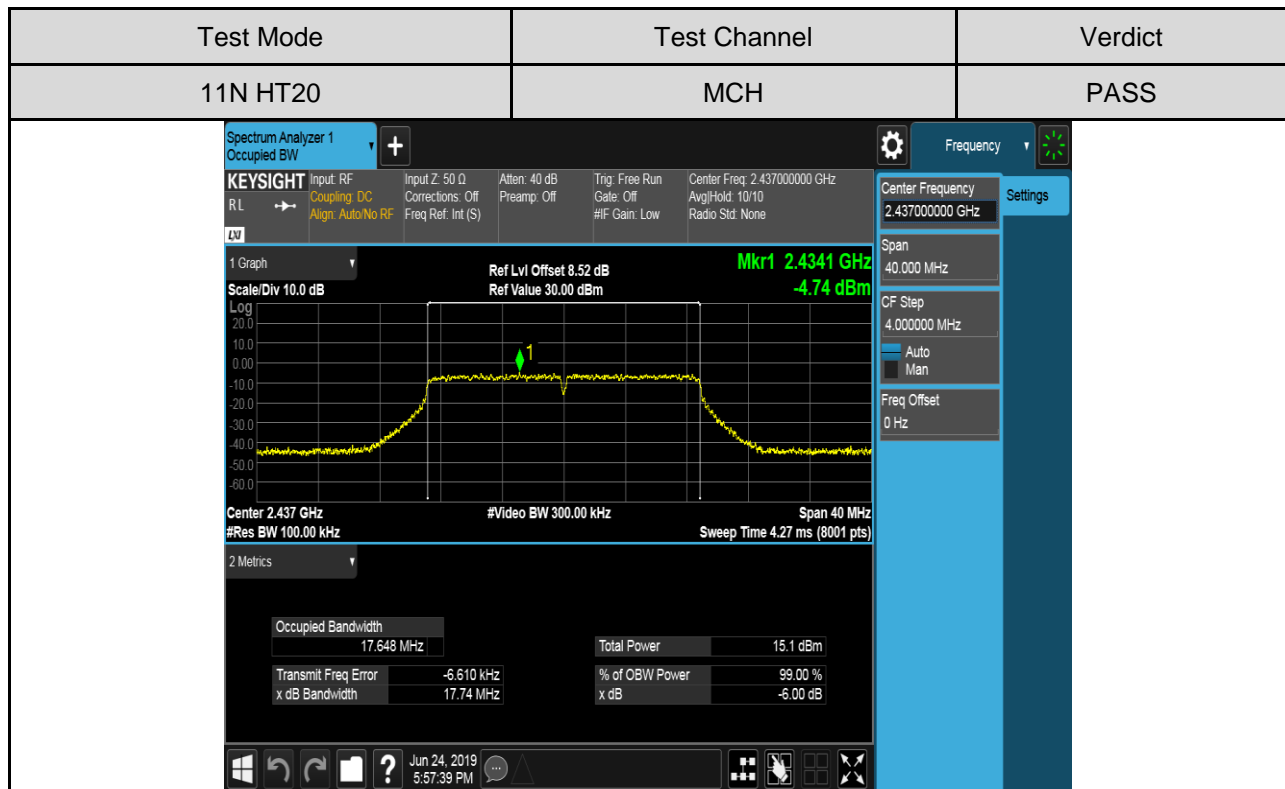 Test Mode Test Channel Verdict
11N HT20 MCH PASS
Spectrum Analyzer 1
Occupied BW
+
Frequency
KEYSIGHT Input: RF Input Z: 50 Ω Atten: 40 dB Trig: Free Run Center Freq: 2.437000000 GHz
RL Coupling: DC Corrections: Off Preamp: Off Gate: Off Avg|Hold: 10/10
Align: Auto/No RF Freq Ref: Int (S) #IF Gain: Low Radio Std: None
LXI
Center Frequency
2.437000000 GHz
Settings
Span
40.000 MHz
CF Step
4.000000 MHz
Auto
Man
Freq Offset
0 Hz
1 Graph Ref Lvl Offset 8.52 dB Mkr1 2.4341 GHz
Scale/Div 10.0 dB Ref Value 30.00 dBm -4.74 dBm
Log
20.0
10.0
1
0.00
-10.0
-20.0
-30.0
-40.0
-50.0
-60.0
Center 2.437 GHz #Video BW 300.00 kHz Span 40 MHz
#Res BW 100.00 kHz Sweep Time 4.27 ms (8001 pts)
2 Metrics
Occupied Bandwidth
17.648 MHz Total Power 15.1 dBm
Transmit Freq Error -6.610 kHz % of OBW Power 99.00 %
x dB Bandwidth 17.74 MHz x dB -6.00 dB
? Jun 24, 2019
5:57:39 PM